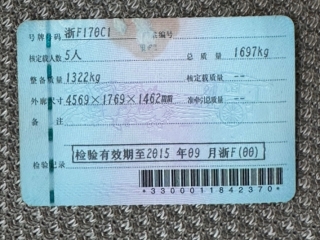 号牌号码 浙F170C1 编号
核定载人数 5人 总质量 1697kg
整备质量 1322kg 核定载质量 --
外廓尺寸 4569×1769×1462mm 准牵引总质量 --
备注
检验有效期至2015年09月浙F(00)
检验记录
*3300011842370*